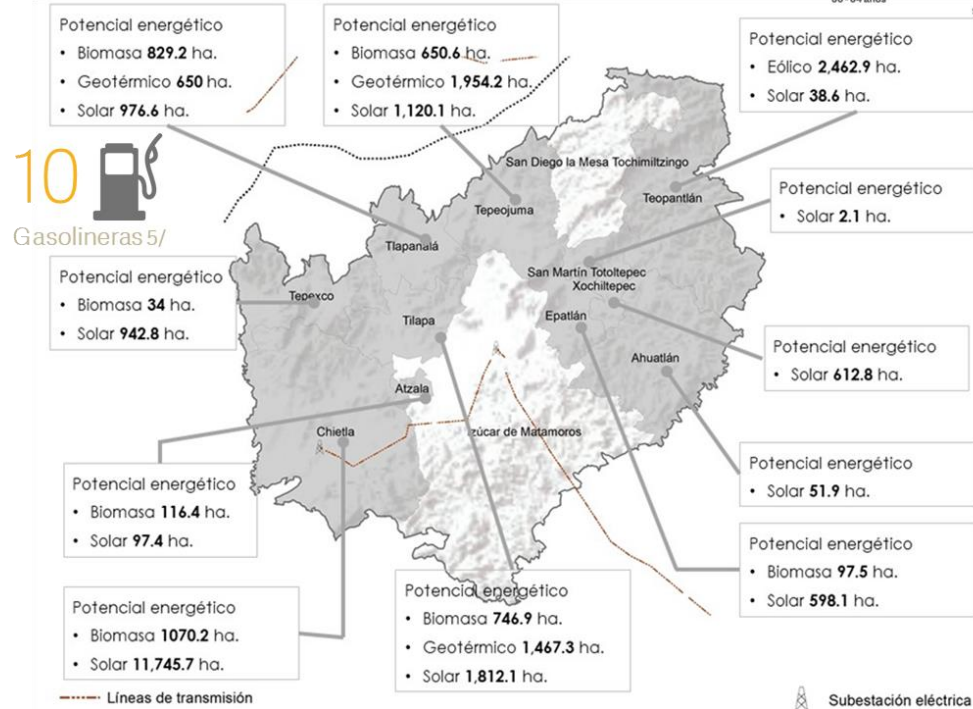 Potencial energético
• Biomasa 829.2 ha.
• Geotérmico 650 ha.
• Solar 976.6 ha.
Potencial energético
• Biomasa 650.6 ha.
• Geotérmico 1,954.2 ha.
• Solar 1,120.1 ha.
Potencial energético
• Eólico 2,462.9 ha.
• Solar 38.6 ha.
10
Gasolineras 5/
San Diego la Mesa Tochimiltzingo
Teopantlán
Tepeojuma
Tlapanalá
Potencial energético
• Solar 2.1 ha.
San Martín Totoltepec
Xochiltepec
Potencial energético
• Biomasa 34 ha.
• Solar 942.8 ha.
Tepexco
Tilapa
Epatlán
Ahuatlán
Potencial energético
• Solar 612.8 ha.
Atzala
Chietla
Izúcar de Matamoros
Potencial energético
• Solar 51.9 ha.
Potencial energético
• Biomasa 116.4 ha.
• Solar 97.4 ha.
Potencial energético
• Biomasa 97.5 ha.
• Solar 598.1 ha.
Potencial energético
• Biomasa 1070.2 ha.
• Solar 11,745.7 ha.
Potencial energético
• Biomasa 746.9 ha.
• Geotérmico 1,467.3 ha.
• Solar 1,812.1 ha.
Líneas de transmisión
Subestación eléctrica